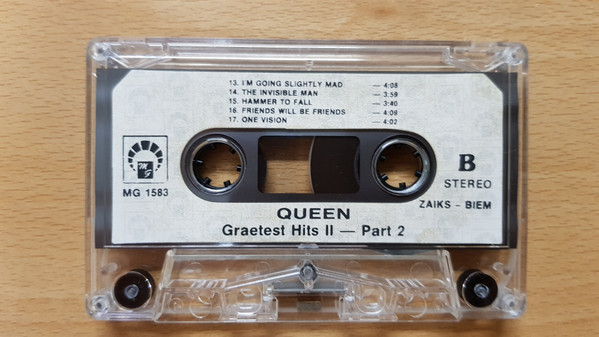 13. I'M GOING SLIGHTLY MAD — 4:08
14. THE INVISIBLE MAN — 3:59
15. HAMMER TO FALL — 3:40
16. FRIENDS WILL BE FRIENDS — 4:09
17. ONE VISION — 4:02
MG
MG 1583
B
STEREO
ZAIKS - BIEM
QUEEN
Graetest Hits II — Part 2